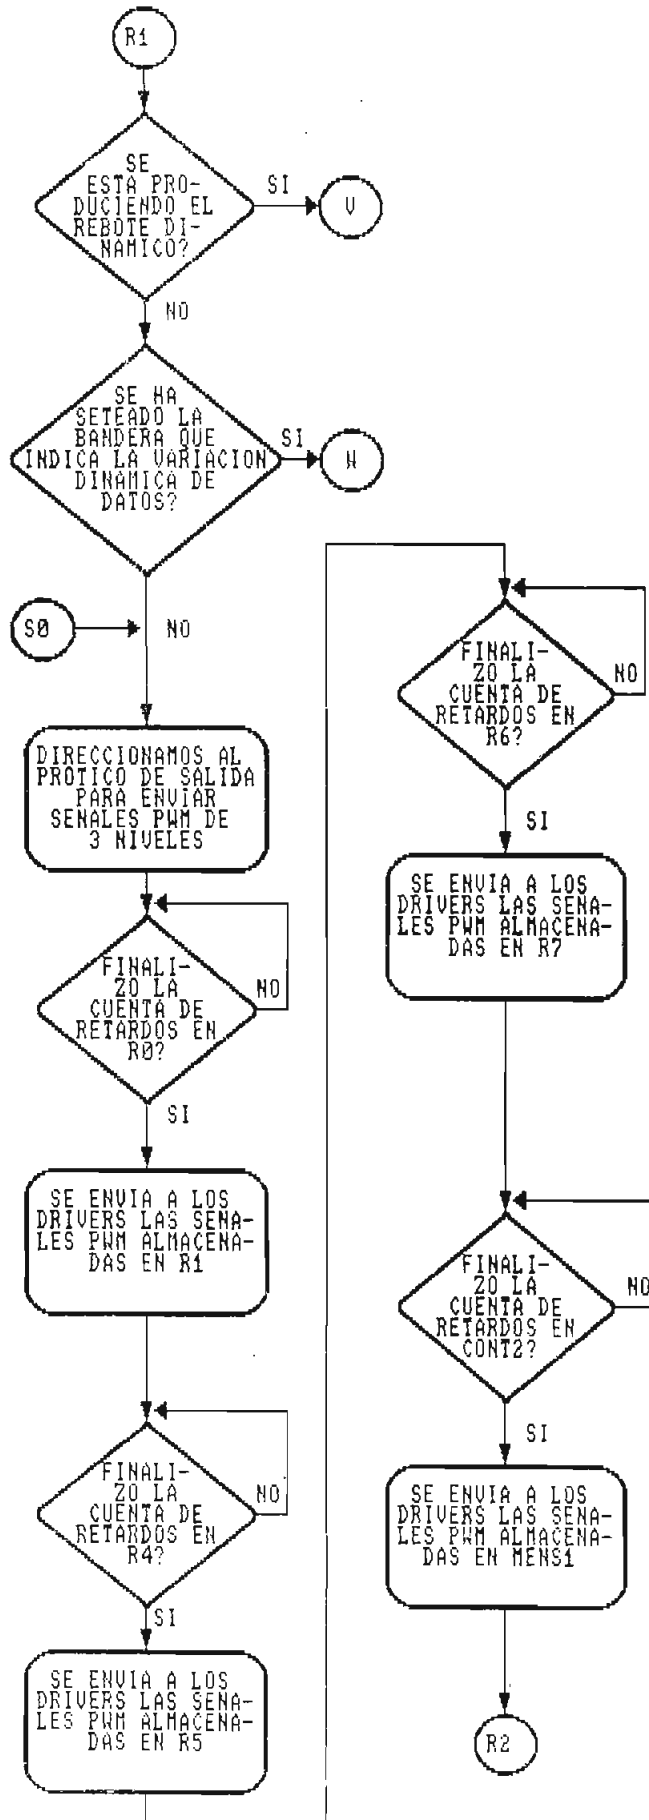 R1
SE
ESTA PRO-
DUCIENDO EL
REBOTE DI-
NAMICO?
SI
V
NO
SE HA
SETEADO LA
BANDERA QUE
INDICA LA VARIACION
DINAMICA DE
DATOS?
SI
W
S0
NO
DIRECCIONAMOS AL
PROTICO DE SALIDA
PARA ENVIAR
SENALES PWM DE
3 NIVELES
FINALI-
ZO LA
CUENTA DE
RETARDOS EN
R0?
NO
SI
SE ENVIA A LOS
DRIVERS LAS SENA-
LES PWM ALMACENA-
DAS EN R1
FINALI-
ZO LA
CUENTA DE
RETARDOS EN
R4?
NO
SI
SE ENVIA A LOS
DRIVERS LAS SENA-
LES PWM ALMACENA-
DAS EN R5
FINALI-
ZO LA
CUENTA DE
RETARDOS EN
R6?
NO
SI
SE ENVIA A LOS
DRIVERS LAS SENA-
LES PWM ALMACENA-
DAS EN R7
FINALI-
ZO LA
CUENTA DE
RETARDOS EN
CONT2?
NO
SI
SE ENVIA A LOS
DRIVERS LAS SENA-
LES PWM ALMACENA-
DAS EN MENS1
R2